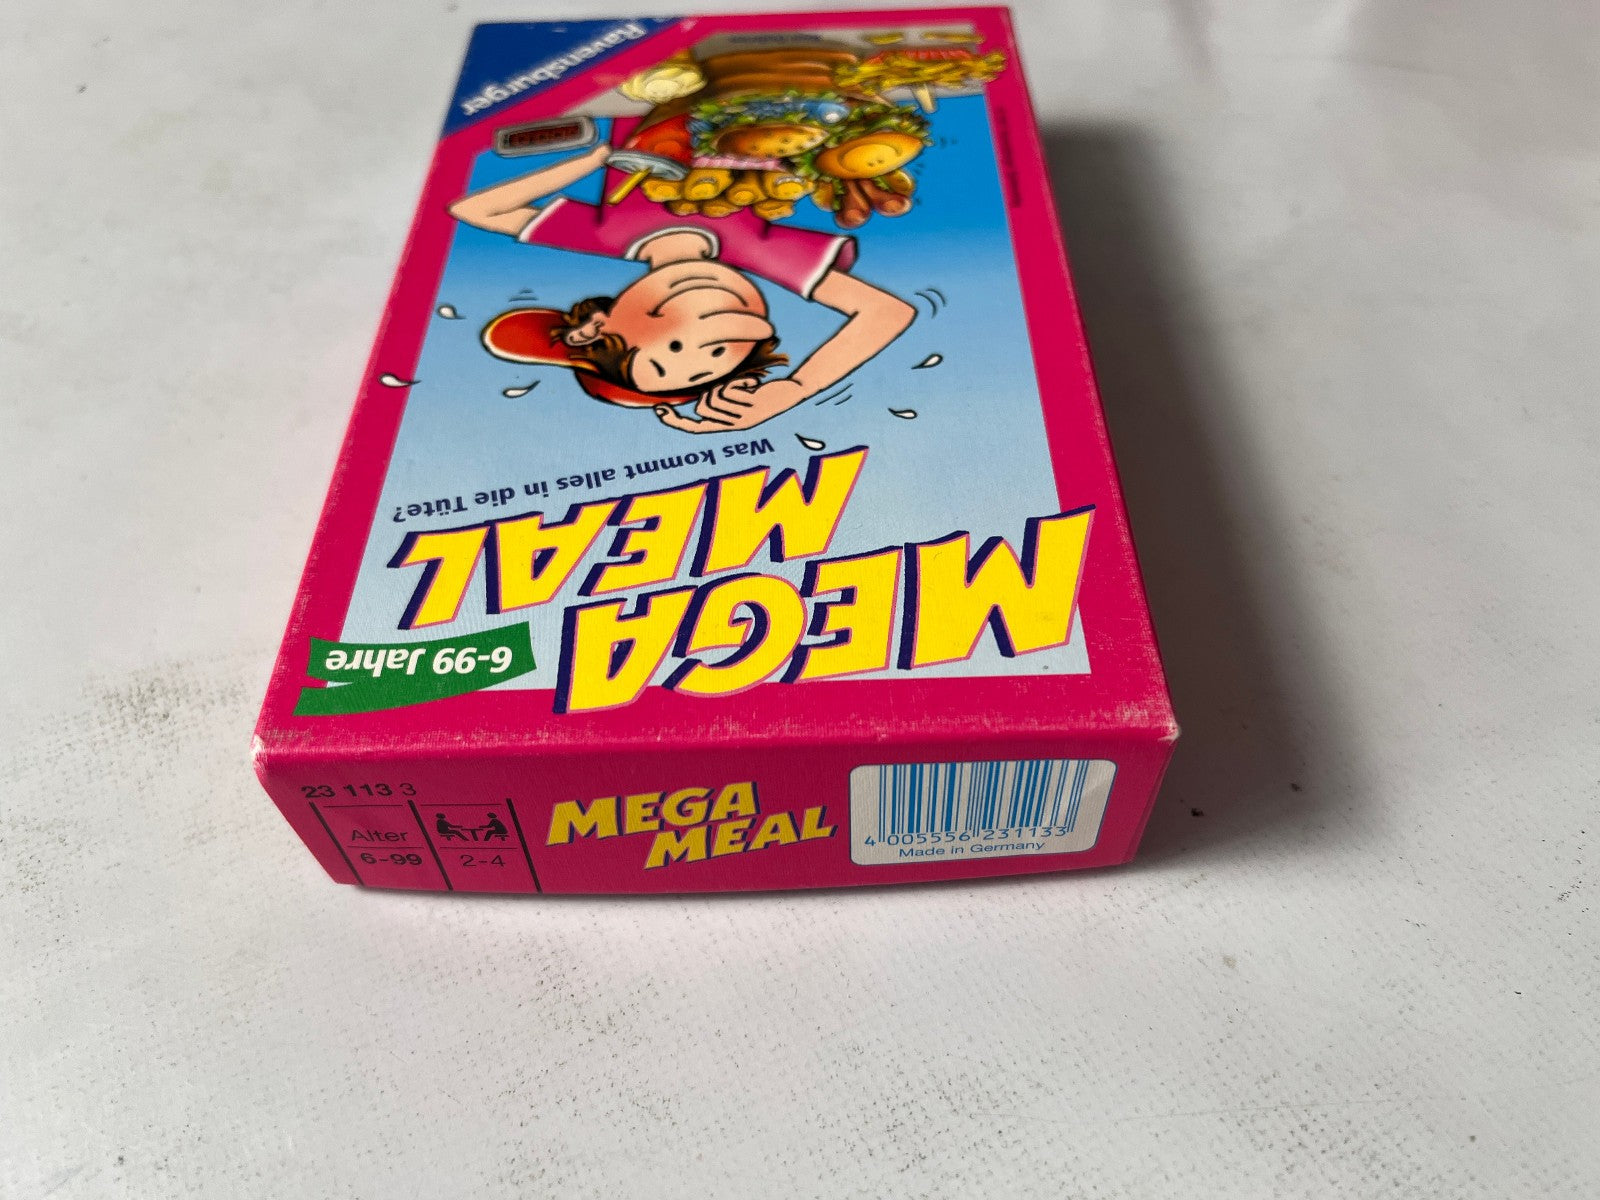 Ravensburger
Was kommt alles in die Tüte?
MEGA
MEAL
6-99 Jahre
23 113 3
Alter
6-99
2-4
MEGA
MEAL
4 005556 231133
Made in Germany